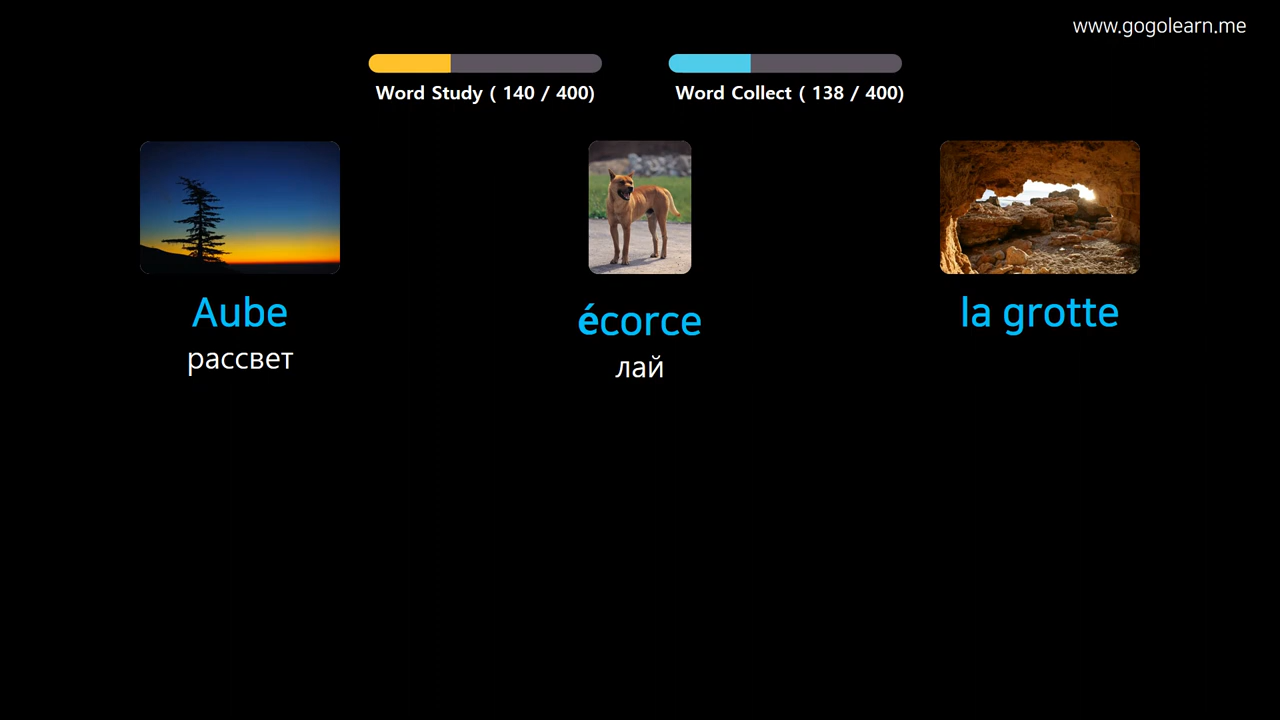 www.gogolearn.me
Word Study ( 140 / 400)
Word Collect ( 138 / 400)
Aube
рассвет
écorce
лай
la grotte